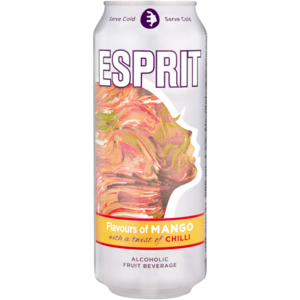 Serve Cold Serve Cold
ESPRIT
Flavours of MANGO
with a twist of CHILLI
ALCOHOLIC
FRUIT BEVERAGE